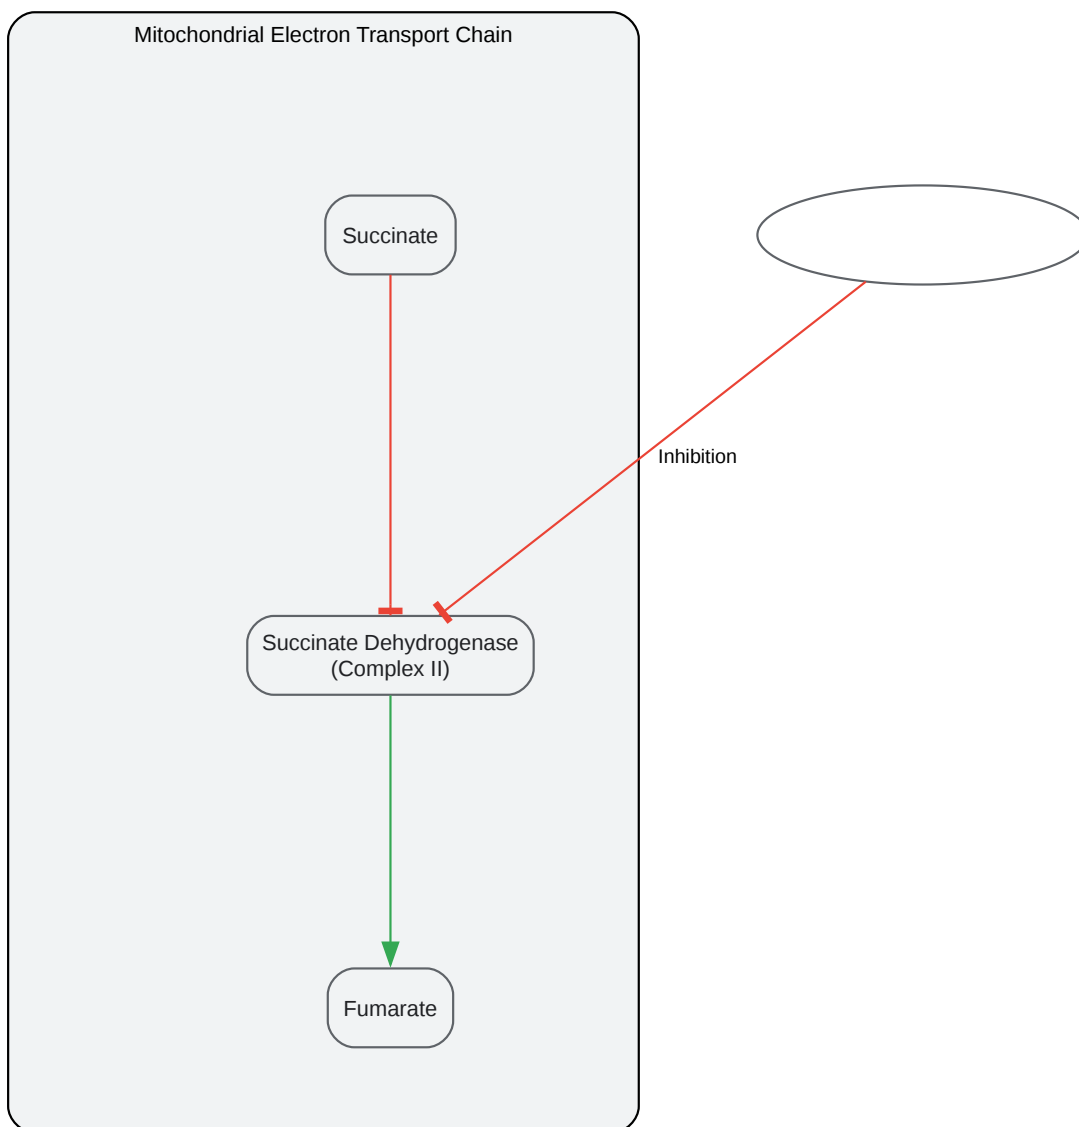 Mitochondrial Electron Transport Chain
Succinate
Inhibition
Succinate Dehydrogenase
(Complex II)
Fumarate